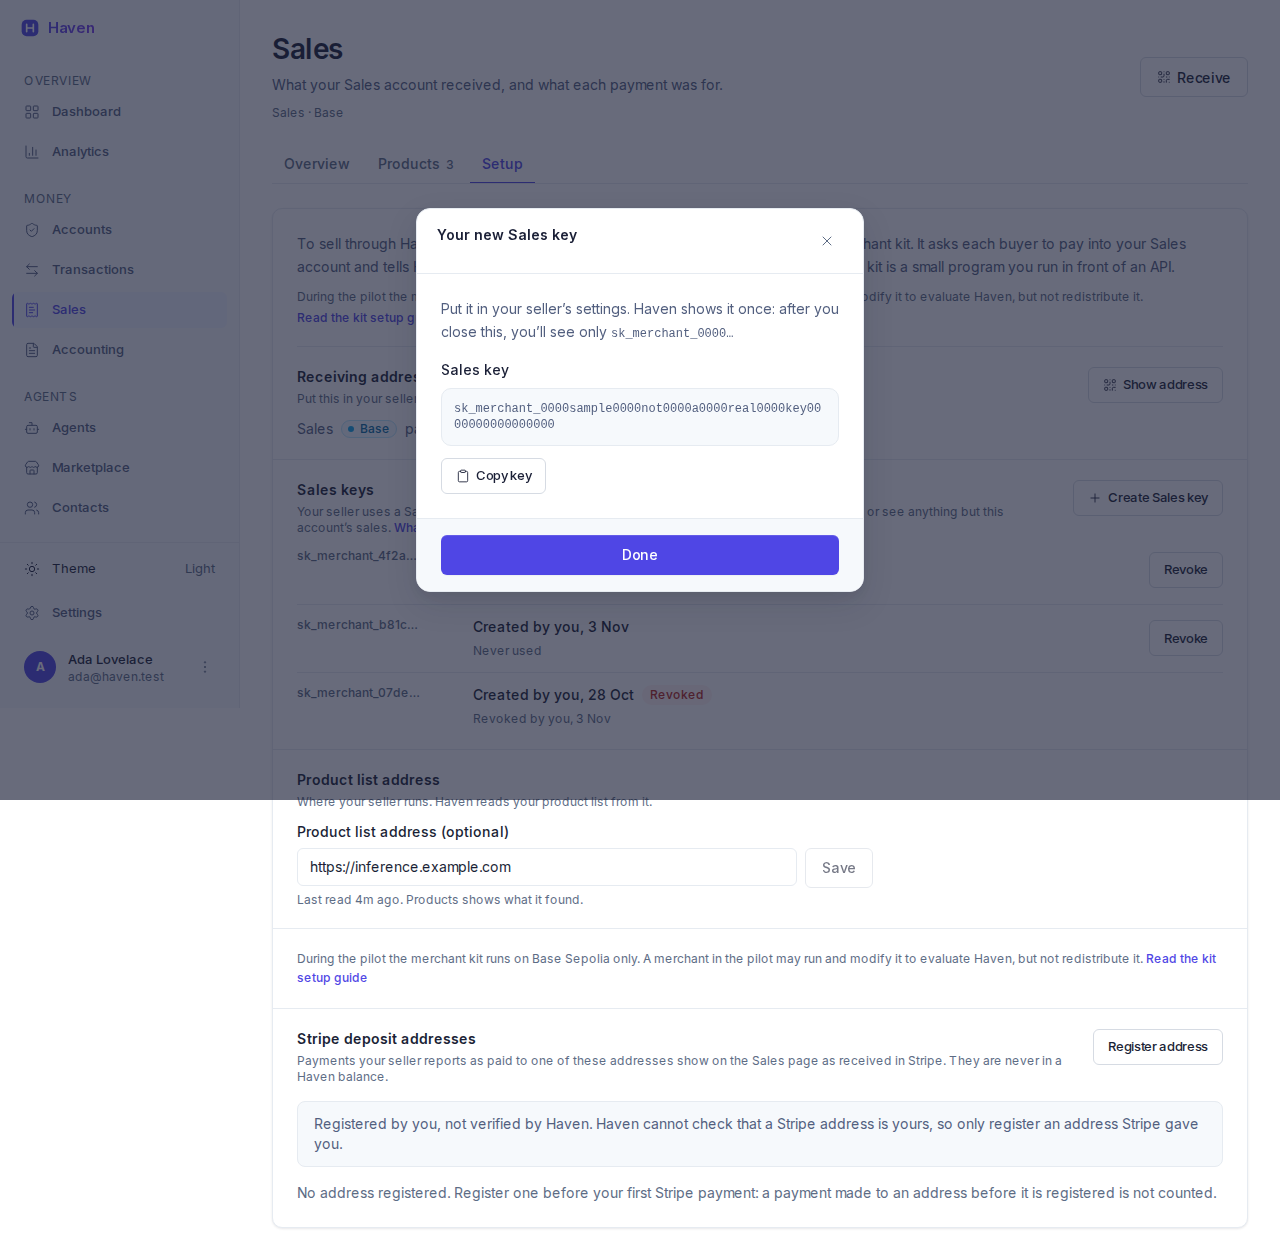 Haven
OVERVIEW
Dashboard
Analytics
MONEY
Accounts
Transactions
Sales
Accounting
AGENTS
Agents
Marketplace
Contacts
Theme Light
Settings
A
Ada Lovelace
ada@haven.test
Sales
What your Sales account received, and what each payment was for.
Sales · Base
Receive
Overview Products 3 Setup
To sell through Ha
hant kit. It asks each buyer to pay into your Sales
account and tells
kit is a small program you run in front of an API.
During the pilot the
odify it to evaluate Haven, but not redistribute it.
Read the kit setup g
Receiving addre
Put this in your seller
Show address
Sales Base pa
Sales keys
Your seller uses a Sa
or see anything but this
account's sales. Wha
Create Sales key
sk_merchant_4f2a…
Revoke
sk_merchant_b81c…
Created by you, 3 Nov
Never used
Revoke
sk_merchant_07de…
Created by you, 28 Oct Revoked
Revoked by you, 3 Nov
Your new Sales key
Put it in your seller’s settings. Haven shows it once: after you
close this, you’ll see only sk_merchant_0000…
Sales key
sk_merchant_0000sample0000not0000a0000real0000key00
00000000000000
Copy key
Done
Product list address
Where your seller runs. Haven reads your product list from it.
Product list address (optional)
https://inference.example.com
Save
Last read 4m ago. Products shows what it found.
During the pilot the merchant kit runs on Base Sepolia only. A merchant in the pilot may run and modify it to evaluate Haven, but not redistribute it. Read the kit
setup guide
Stripe deposit addresses
Payments your seller reports as paid to one of these addresses show on the Sales page as received in Stripe. They are never in a
Haven balance.
Register address
Registered by you, not verified by Haven. Haven cannot check that a Stripe address is yours, so only register an address Stripe gave
you.
No address registered. Register one before your first Stripe payment: a payment made to an address before it is registered is not counted.